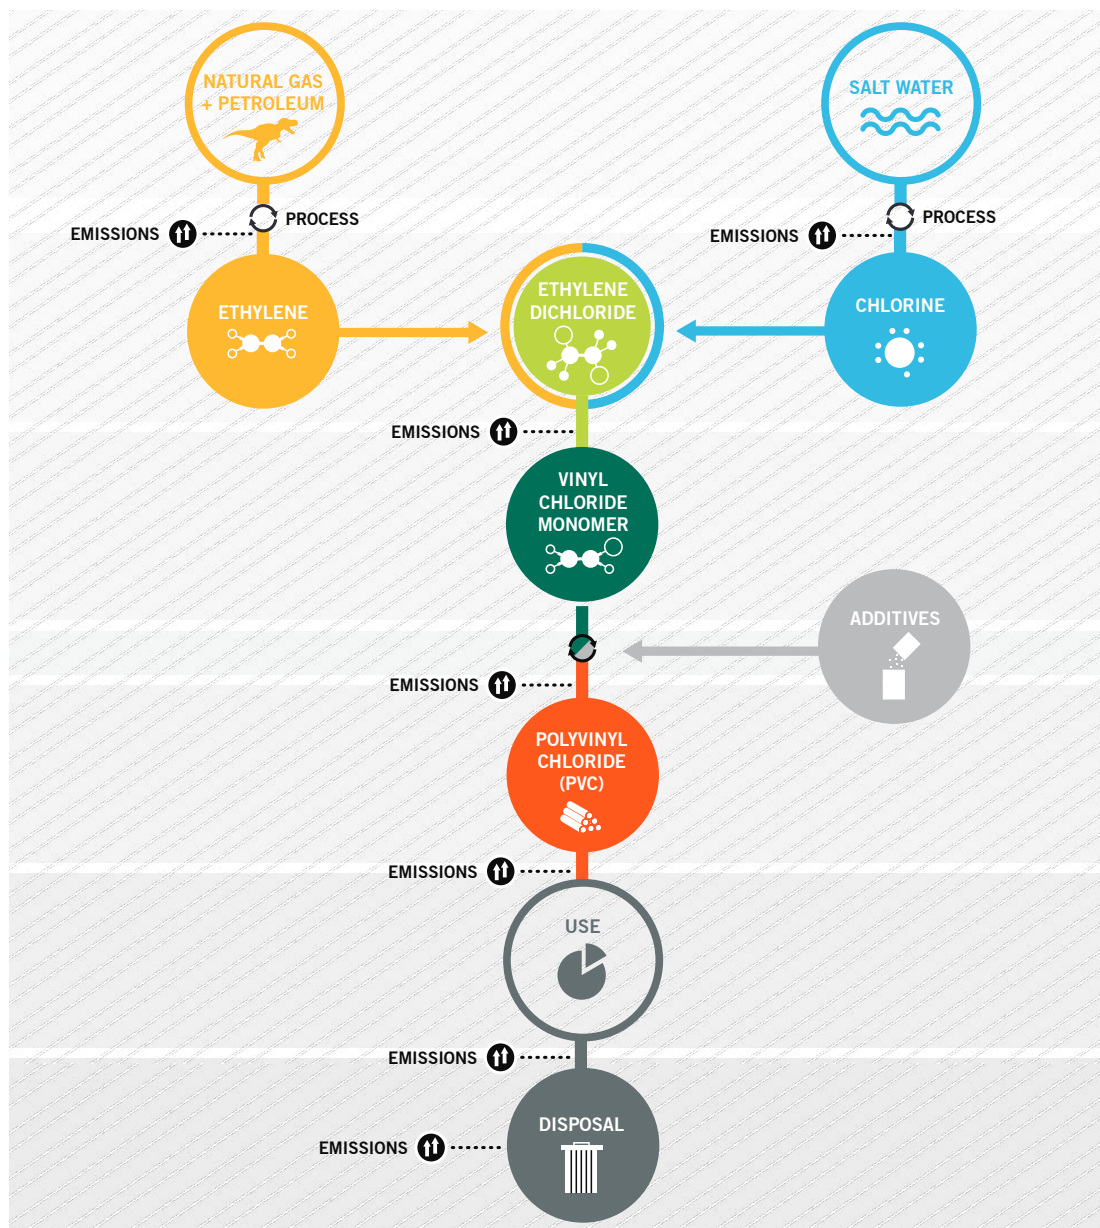 NATURAL GAS
+ PETROLEUM
SALT WATER
PROCESS
EMISSIONS
PROCESS
EMISSIONS
ETHYLENE
ETHYLENE
DICHLORIDE
CHLORINE
EMISSIONS
VINYL
CHLORIDE
MONOMER
ADDITIVES
EMISSIONS
POLYVINYL
CHLORIDE
(PVC)
EMISSIONS
USE
EMISSIONS
DISPOSAL
EMISSIONS